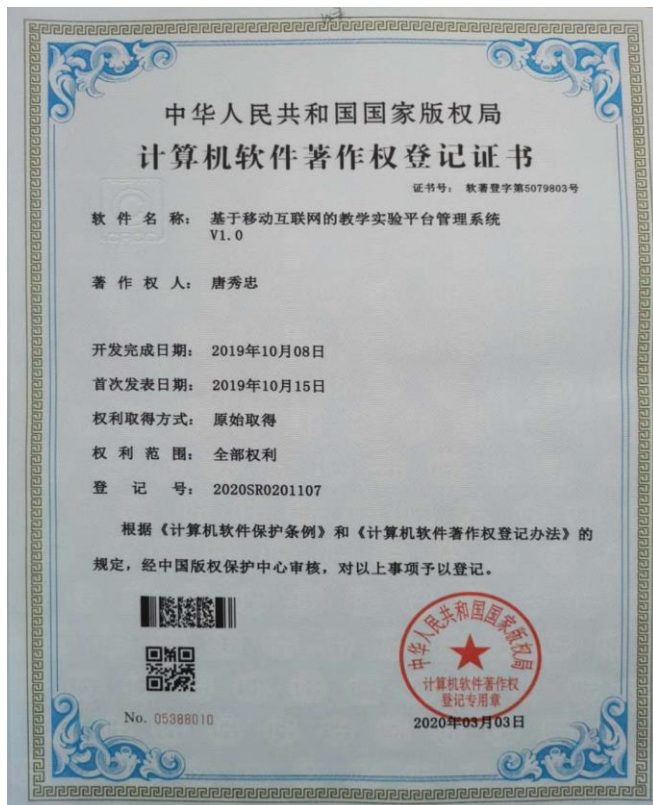 中华人民共和国国家版权局
计算机软件著作权登记证书
证书号： 软著登字第5079803号
软件名称： 基于移动互联网的教学实验平台管理系统
V1.0
著作权人： 唐秀忠
开发完成日期： 2019年10月08日
首次发表日期： 2019年10月15日
权利取得方式： 原始取得
权利范围： 全部权利
登记号： 2020SR0201107
根据《计算机软件保护条例》和《计算机软件著作权登记办法》的
规定，经中国版权保护中心审核，对以上事项予以登记。
中华人民共和国国家版权局
计算机软件著作权
登记专用章
No. 05388010
2020年03月03日